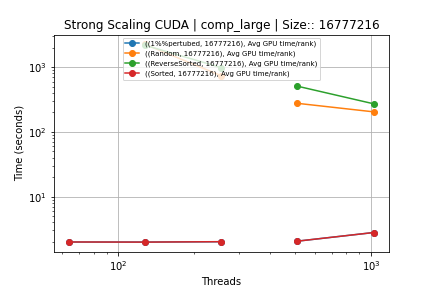 Strong Scaling CUDA | comp_large | Size:: 16777216
((1%%pertubed, 16777216), Avg GPU time/rank)
((Random, 16777216), Avg GPU time/rank)
((ReverseSorted, 16777216), Avg GPU time/rank)
((Sorted, 16777216), Avg GPU time/rank)
Time (seconds)
10³
10²
10¹
10²
10³
Threads